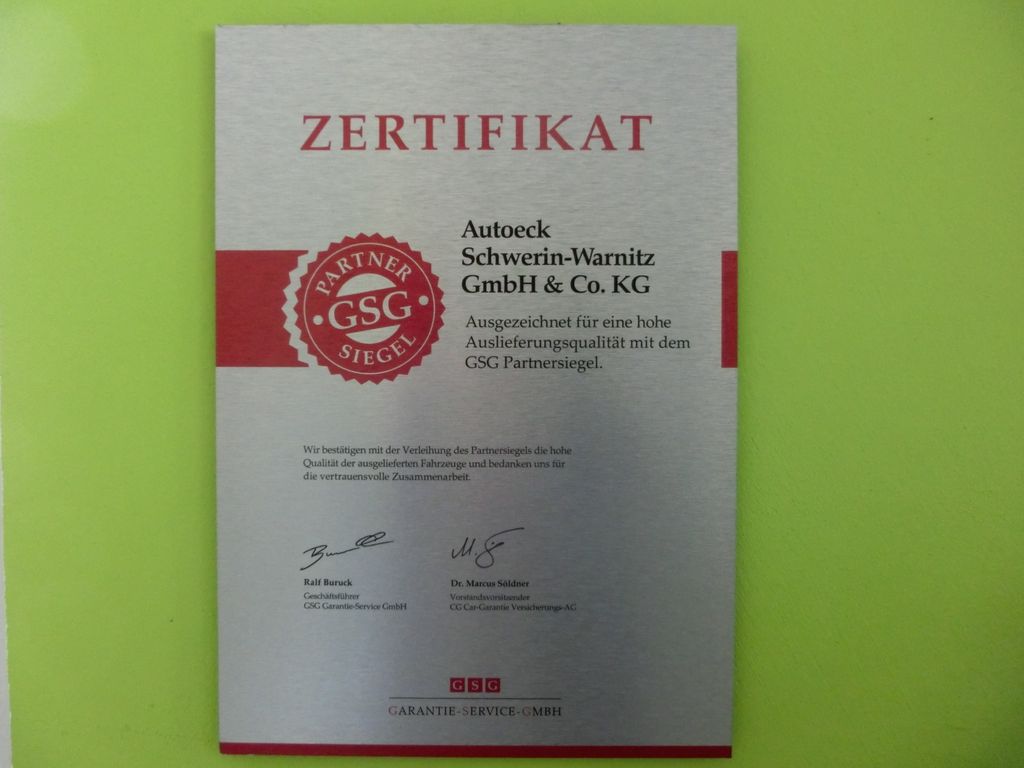 ZERTIFIKAT
PARTNER
GSG
SIEGEL
Autoeck
Schwerin-Warnitz
GmbH & Co. KG
Ausgezeichnet für eine hohe
Auslieferungsqualität mit dem
GSG Partnersiegel.
Wir bestätigen mit der Verleihung des Partnersiegels die hohe
Qualität der ausgelieferten Fahrzeuge und bedanken uns für
die vertrauensvolle Zusammenarbeit.
Ralf Buruck
Geschäftsführer
GSG Garantie-Service GmbH
Dr. Marcus Söldner
Vorstandsvorsitzender
CG Car-Garantie Versicherungs-AG
GSG
GARANTIE-SERVICE-GMBH